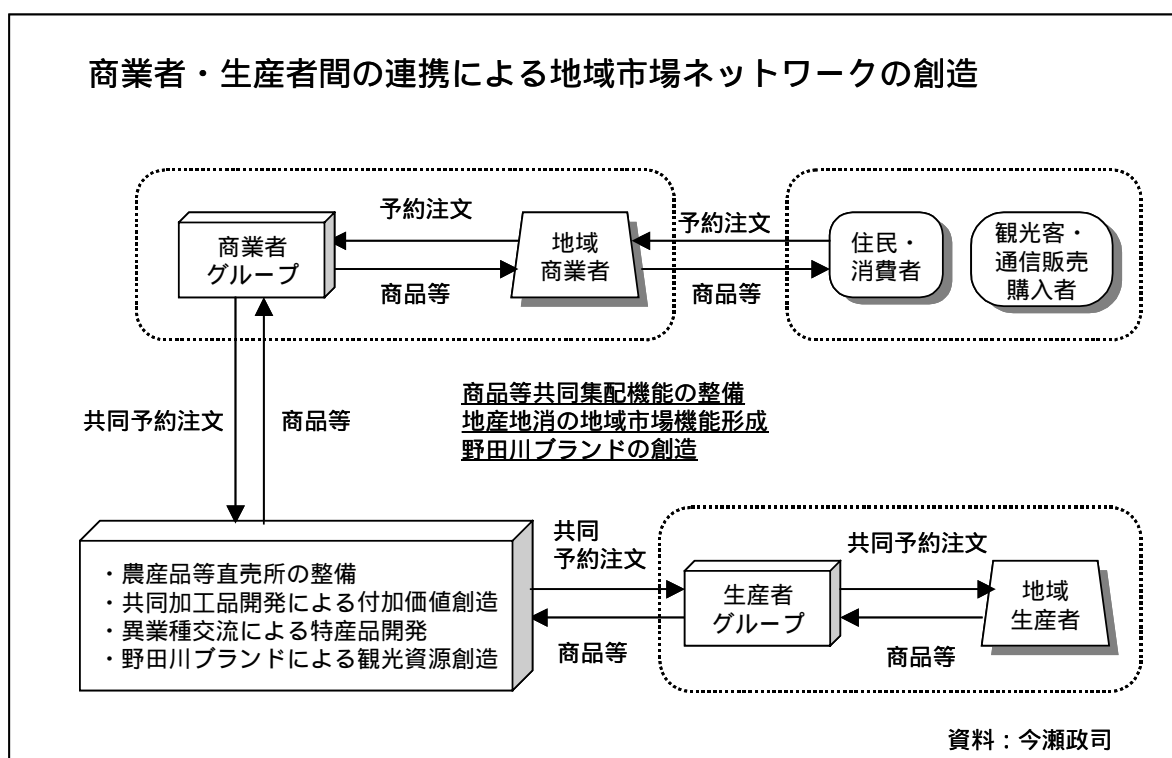 商業者・生産者間の連携による地域市場ネットワークの創造
商業者
グループ
予約注文
商品等
地域
商業者
予約注文
商品等
住民・
消費者
観光客・
通信販売
購入者
共同予約注文
商品等
商品等共同集配機能の整備
地産地消の地域市場機能形成
野田川ブランドの創造
・農産品等直売所の整備
・共同加工品開発による付加価値創造
・異業種交流による特産品開発
・野田川ブランドによる観光資源創造
共同
予約注文
商品等
生産者
グループ
共同予約注文
商品等
地域
生産者
資料：今瀬政司